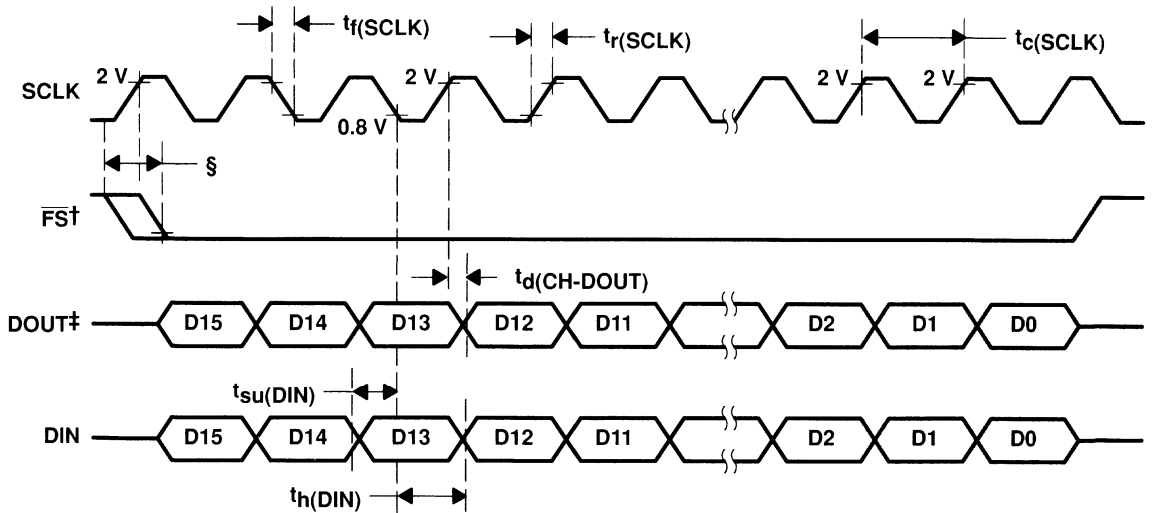 tf(SCLK)
tr(SCLK)
tc(SCLK)
SCLK
2 V
2 V
2 V
2 V
0.8 V
§
FS†
td(CH-DOUT)
DOUT‡
D15
D14
D13
D12
D11
D2
D1
D0
tsu(DIN)
DIN
D15
D14
D13
D12
D11
D2
D1
D0
th(DIN)